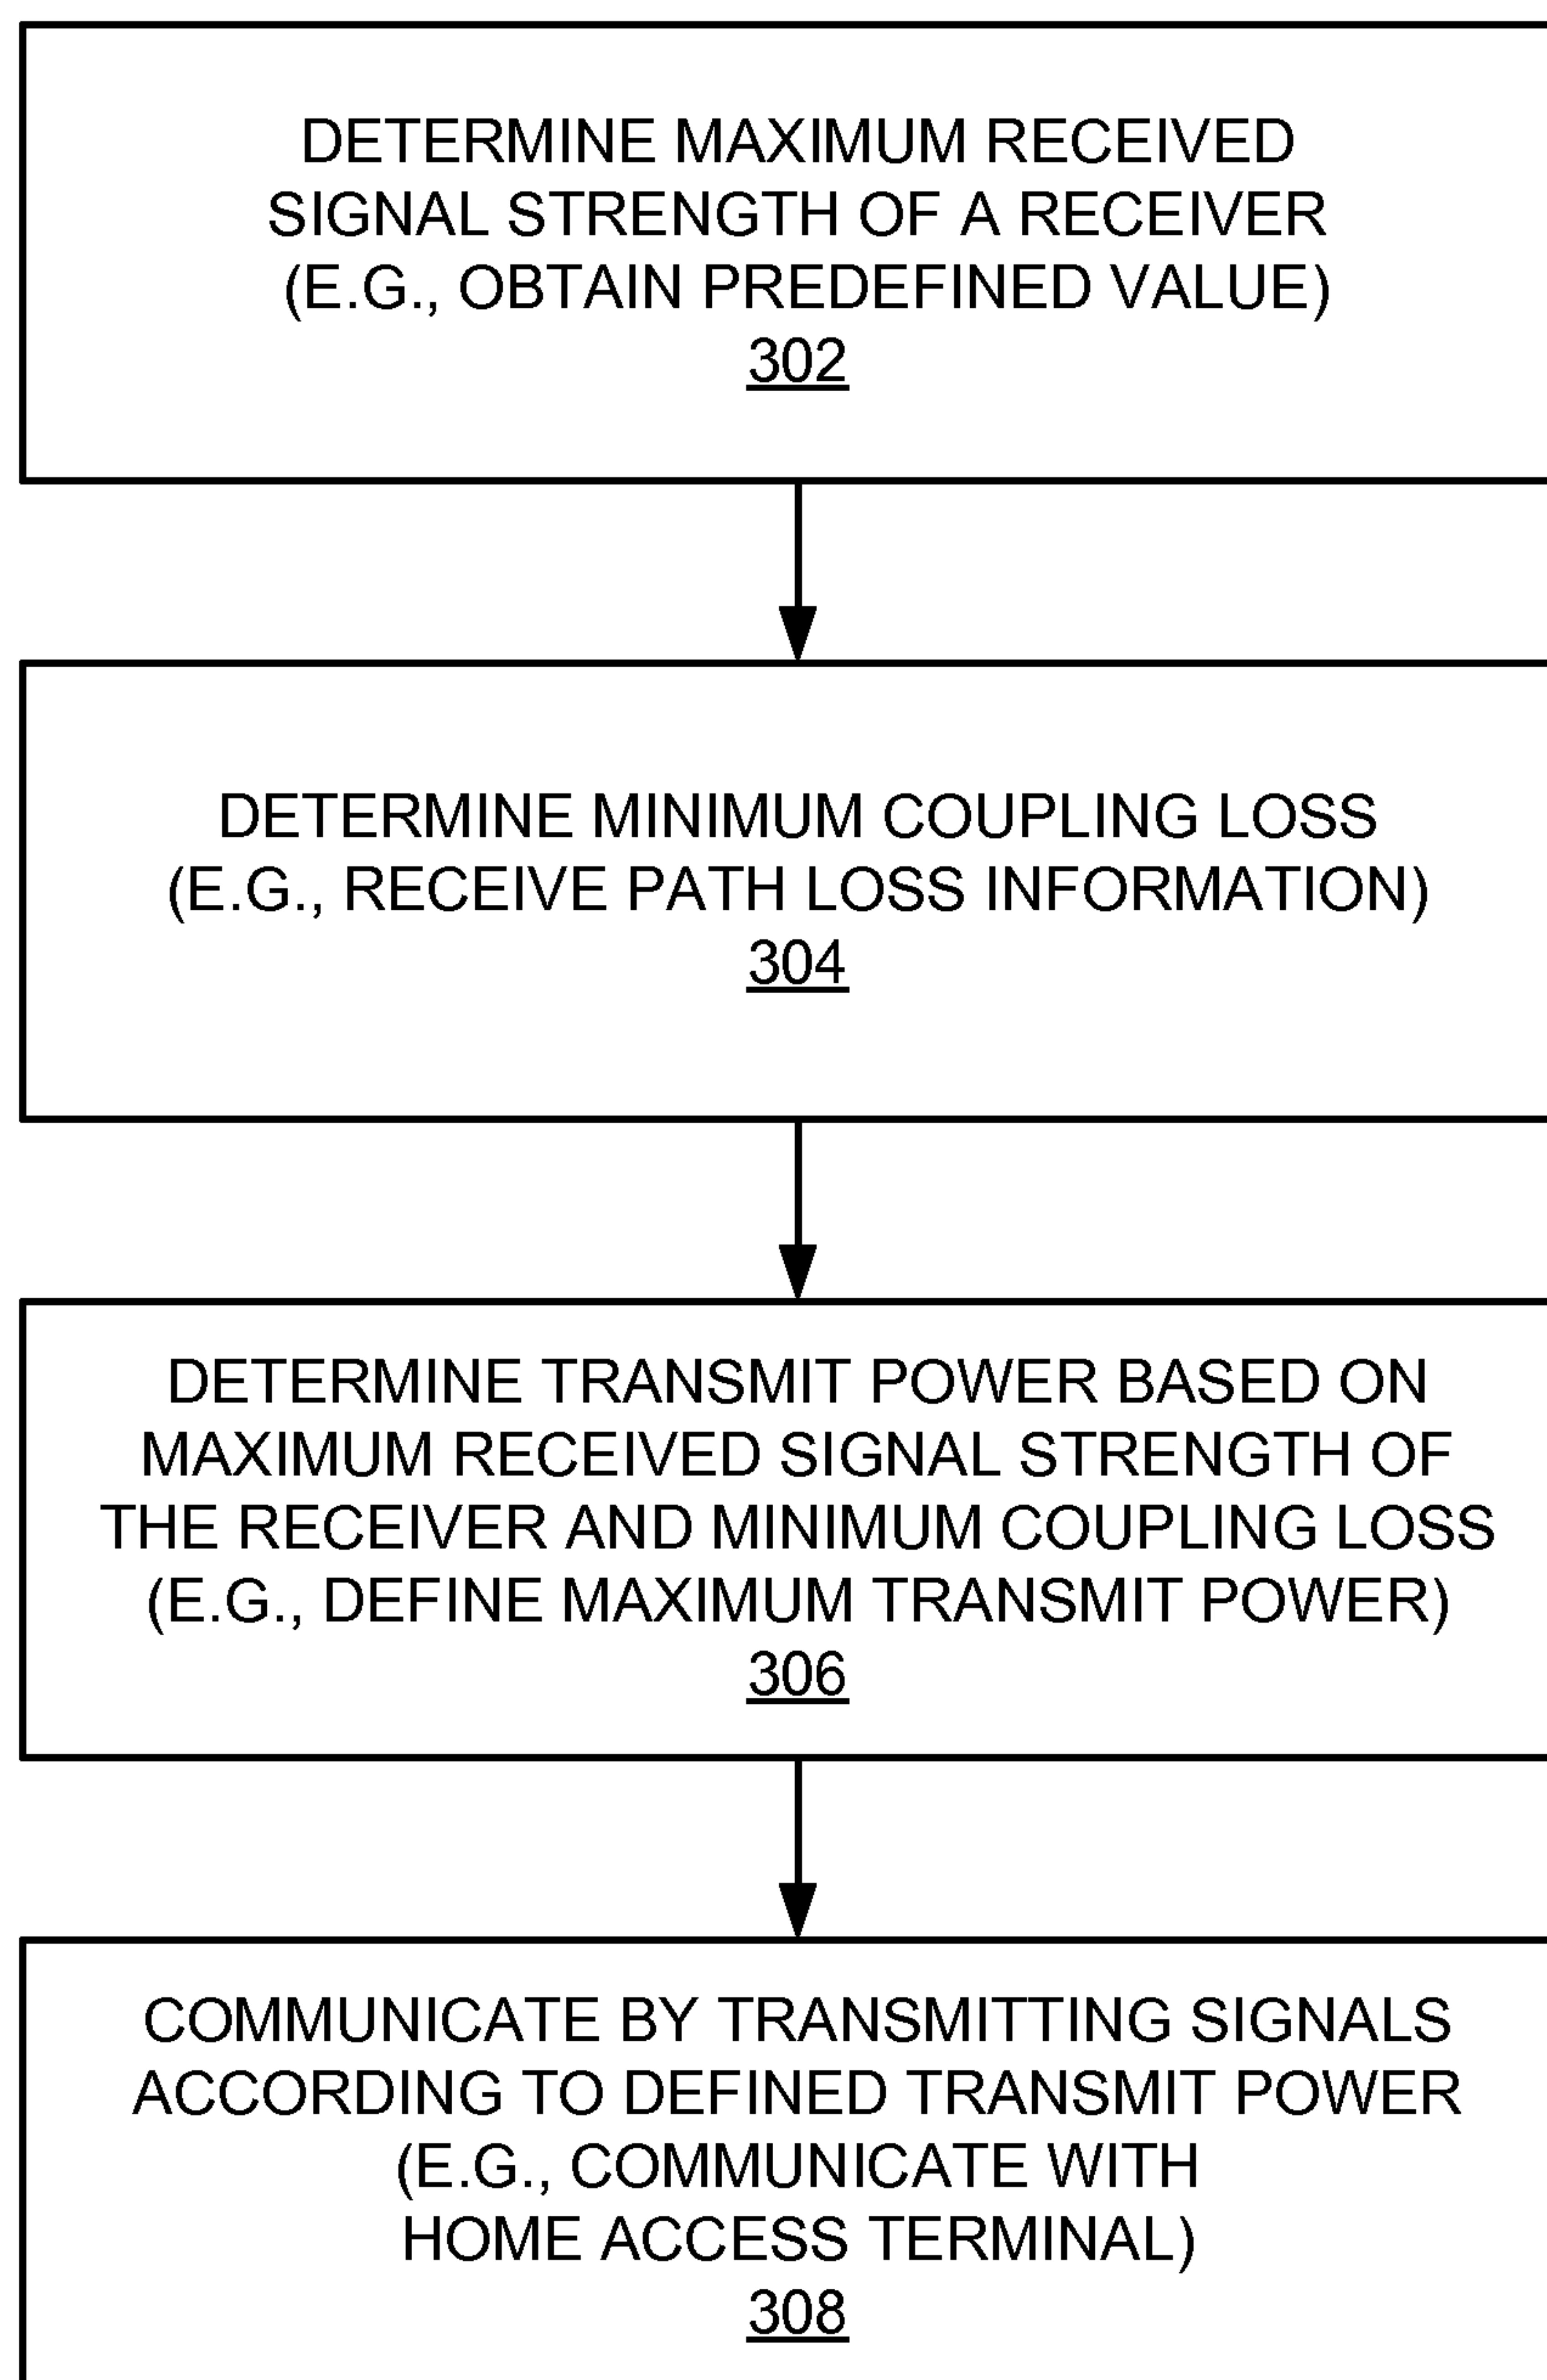 DETERMINE MAXIMUM RECEIVED
SIGNAL STRENGTH OF A RECEIVER
(E.G., OBTAIN PREDEFINED VALUE)
302
DETERMINE MINIMUM COUPLING LOSS
(E.G., RECEIVE PATH LOSS INFORMATION)
304
DETERMINE TRANSMIT POWER BASED ON
MAXIMUM RECEIVED SIGNAL STRENGTH OF
THE RECEIVER AND MINIMUM COUPLING LOSS
(E.G., DEFINE MAXIMUM TRANSMIT POWER)
306
COMMUNICATE BY TRANSMITTING SIGNALS
ACCORDING TO DEFINED TRANSMIT POWER
(E.G., COMMUNICATE WITH
HOME ACCESS TERMINAL)
308